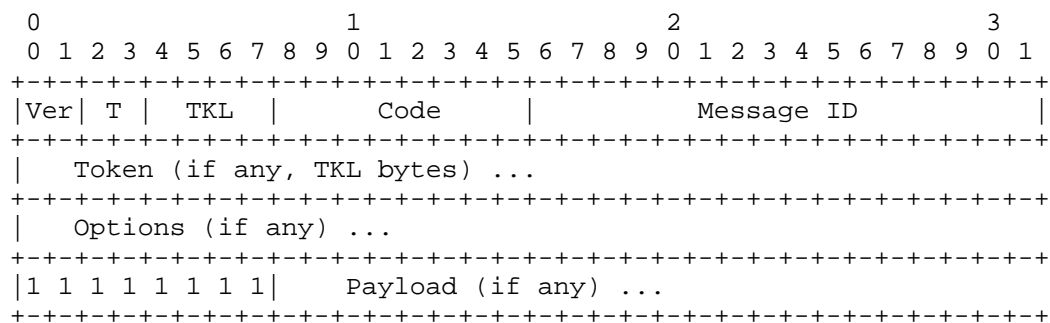 0                   1                   2                   3
 0 1 2 3 4 5 6 7 8 9 0 1 2 3 4 5 6 7 8 9 0 1 2 3 4 5 6 7 8 9 0 1
+-+-+-+-+-+-+-+-+-+-+-+-+-+-+-+-+-+-+-+-+-+-+-+-+-+-+-+-+-+-+-+-+
|Ver| T |  TKL  |      Code     |          Message ID           |
+-+-+-+-+-+-+-+-+-+-+-+-+-+-+-+-+-+-+-+-+-+-+-+-+-+-+-+-+-+-+-+-+
|   Token (if any, TKL bytes) ...
+-+-+-+-+-+-+-+-+-+-+-+-+-+-+-+-+-+-+-+-+-+-+-+-+-+-+-+-+-+-+-+-+
|   Options (if any) ...
+-+-+-+-+-+-+-+-+-+-+-+-+-+-+-+-+-+-+-+-+-+-+-+-+-+-+-+-+-+-+-+-+
|1 1 1 1 1 1 1 1|    Payload (if any) ...
+-+-+-+-+-+-+-+-+-+-+-+-+-+-+-+-+-+-+-+-+-+-+-+-+-+-+-+-+-+-+-+-+